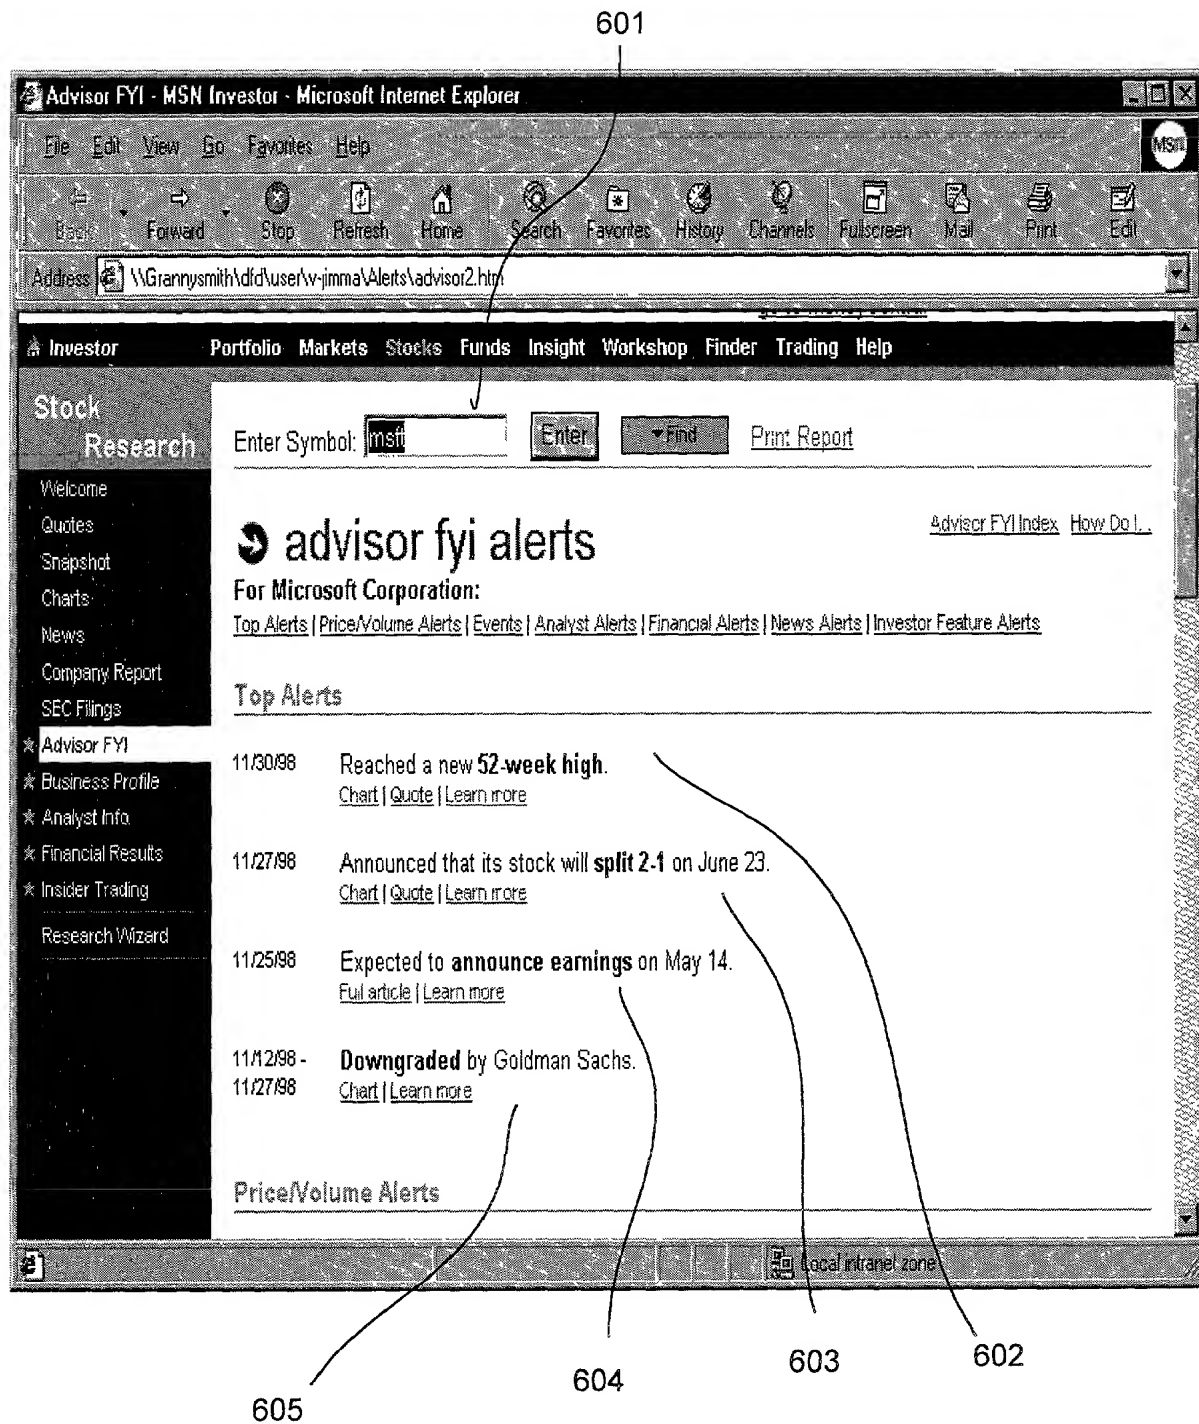 601
Advisor FYI - MSN Investor - Microsoft Internet Explorer
File Edit View Go Favorites Help
msn
Back Forward Stop Refresh Home Search Favorites History Channels Fullscreen Mail Print Edit
Address \\Grannysmith\dfd\user\v-jimma\Alerts\advisor2.htm
Investor Portfolio Markets Stocks Funds Insight Workshop Finder Trading Help
Stock
Research
Enter Symbol: msft Enter Find Print Report
Welcome
Quotes
Snapshot
Charts
News
Company Report
SEC Filings
Advisor FYI
Business Profile
Analyst Info
Financial Results
Insider Trading
Research Wizard
Advisor FYI Index How Do I...
advisor fyi alerts
For Microsoft Corporation:
Top Alerts | Price/Volume Alerts | Events | Analyst Alerts | Financial Alerts | News Alerts | Investor Feature Alerts
Top Alerts
11/30/98 Reached a new 52-week high.
Chart | Quote | Learn more
11/27/98 Announced that its stock will split 2-1 on June 23.
Chart | Quote | Learn more
11/25/98 Expected to announce earnings on May 14.
Full article | Learn more
11/12/98 - Downgraded by Goldman Sachs.
11/27/98 Chart | Learn more
Price/Volume Alerts
Local intranet zone
602
603
604
605